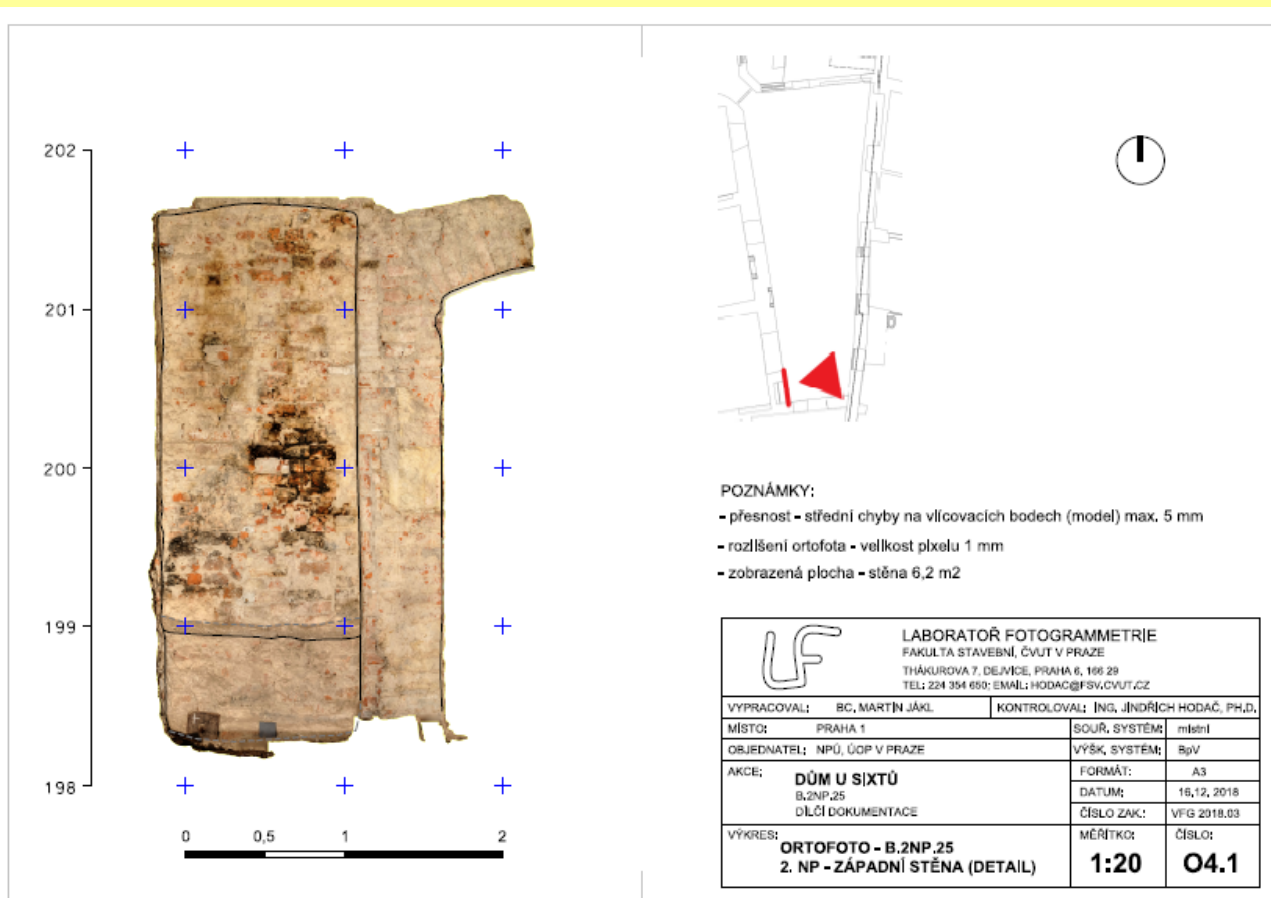 202
201
200
199
198
0 0,5 1 2
POZNÁMKY:
- přesnost - střední chyby na vlícovacích bodech (model) max. 5 mm
- rozlišení ortofota - velikost pixelu 1 mm
- zobrazená plocha - stěna 6,2 m2
LF
LABORATOŘ FOTOGRAMMETRIE
FAKULTA STAVEBNÍ, ČVUT V PRAZE
THÁKUROVA 7, DEJVICE, PRAHA 6, 166 29
TEL: 224 354 650; EMAIL: HODAC@FSV.CVUT.CZ
VYPRACOVAL: BC. MARTIN JÁKL KONTROLOVAL: ING. JINDŘICH HODAČ, PH.D.
MÍSTO: PRAHA 1 SOUŘ. SYSTÉM: místní
OBJEDNATEL: NPÚ, ÚOP V PRAZE VÝŠK. SYSTÉM: BpV
AKCE: DŮM U SIXTŮ
B.2NP.25
DÍLČÍ DOKUMENTACE
FORMÁT: A3
DATUM: 16.12. 2018
ČÍSLO ZAK.: VFG 2018.03
VÝKRES: ORTOFOTO - B.2NP.25
2. NP - ZÁPADNÍ STĚNA (DETAIL)
MĚŘÍTKO: ČÍSLO:
1:20 O4.1